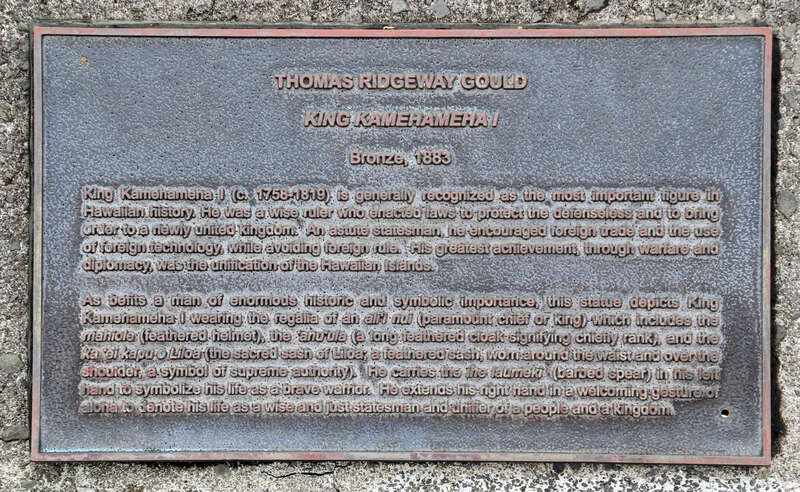 THOMAS RIDGEWAY GOULD
KING KAMEHAMEHA I
Bronze, 1883
King Kamehameha I (c. 1758-1819) is generally recognized as the most important figure in
Hawaiian history. He was a wise ruler who enacted laws to protect the defenseless and to bring
order to a newly united kingdom. An astute statesman, he encouraged foreign trade and the use
of foreign technology, while avoiding foreign rule. His greatest achievement, through warfare and
diplomacy, was the unification of the Hawaiian Islands.
As befits a man of enormous historic and symbolic importance, this statue depicts King
Kamehameha I wearing the regalia of an ali'i nui (paramount chief or king) which includes the
mahiole (feathered helmet), the 'ahu'ula (a long feathered cloak signifying chiefly rank), and the
ka 'ei kapu o Liloa (the sacred sash of Liloa, a feathered sash, worn around the waist and over the
shoulder, a symbol of supreme authority). He carries the ihe laumeki (barbed spear) in his left
hand to symbolize his life as a brave warrior. He extends his right hand in a welcoming gesture of
aloha to denote his life as a wise and just statesman and unifier of a people and a kingdom.